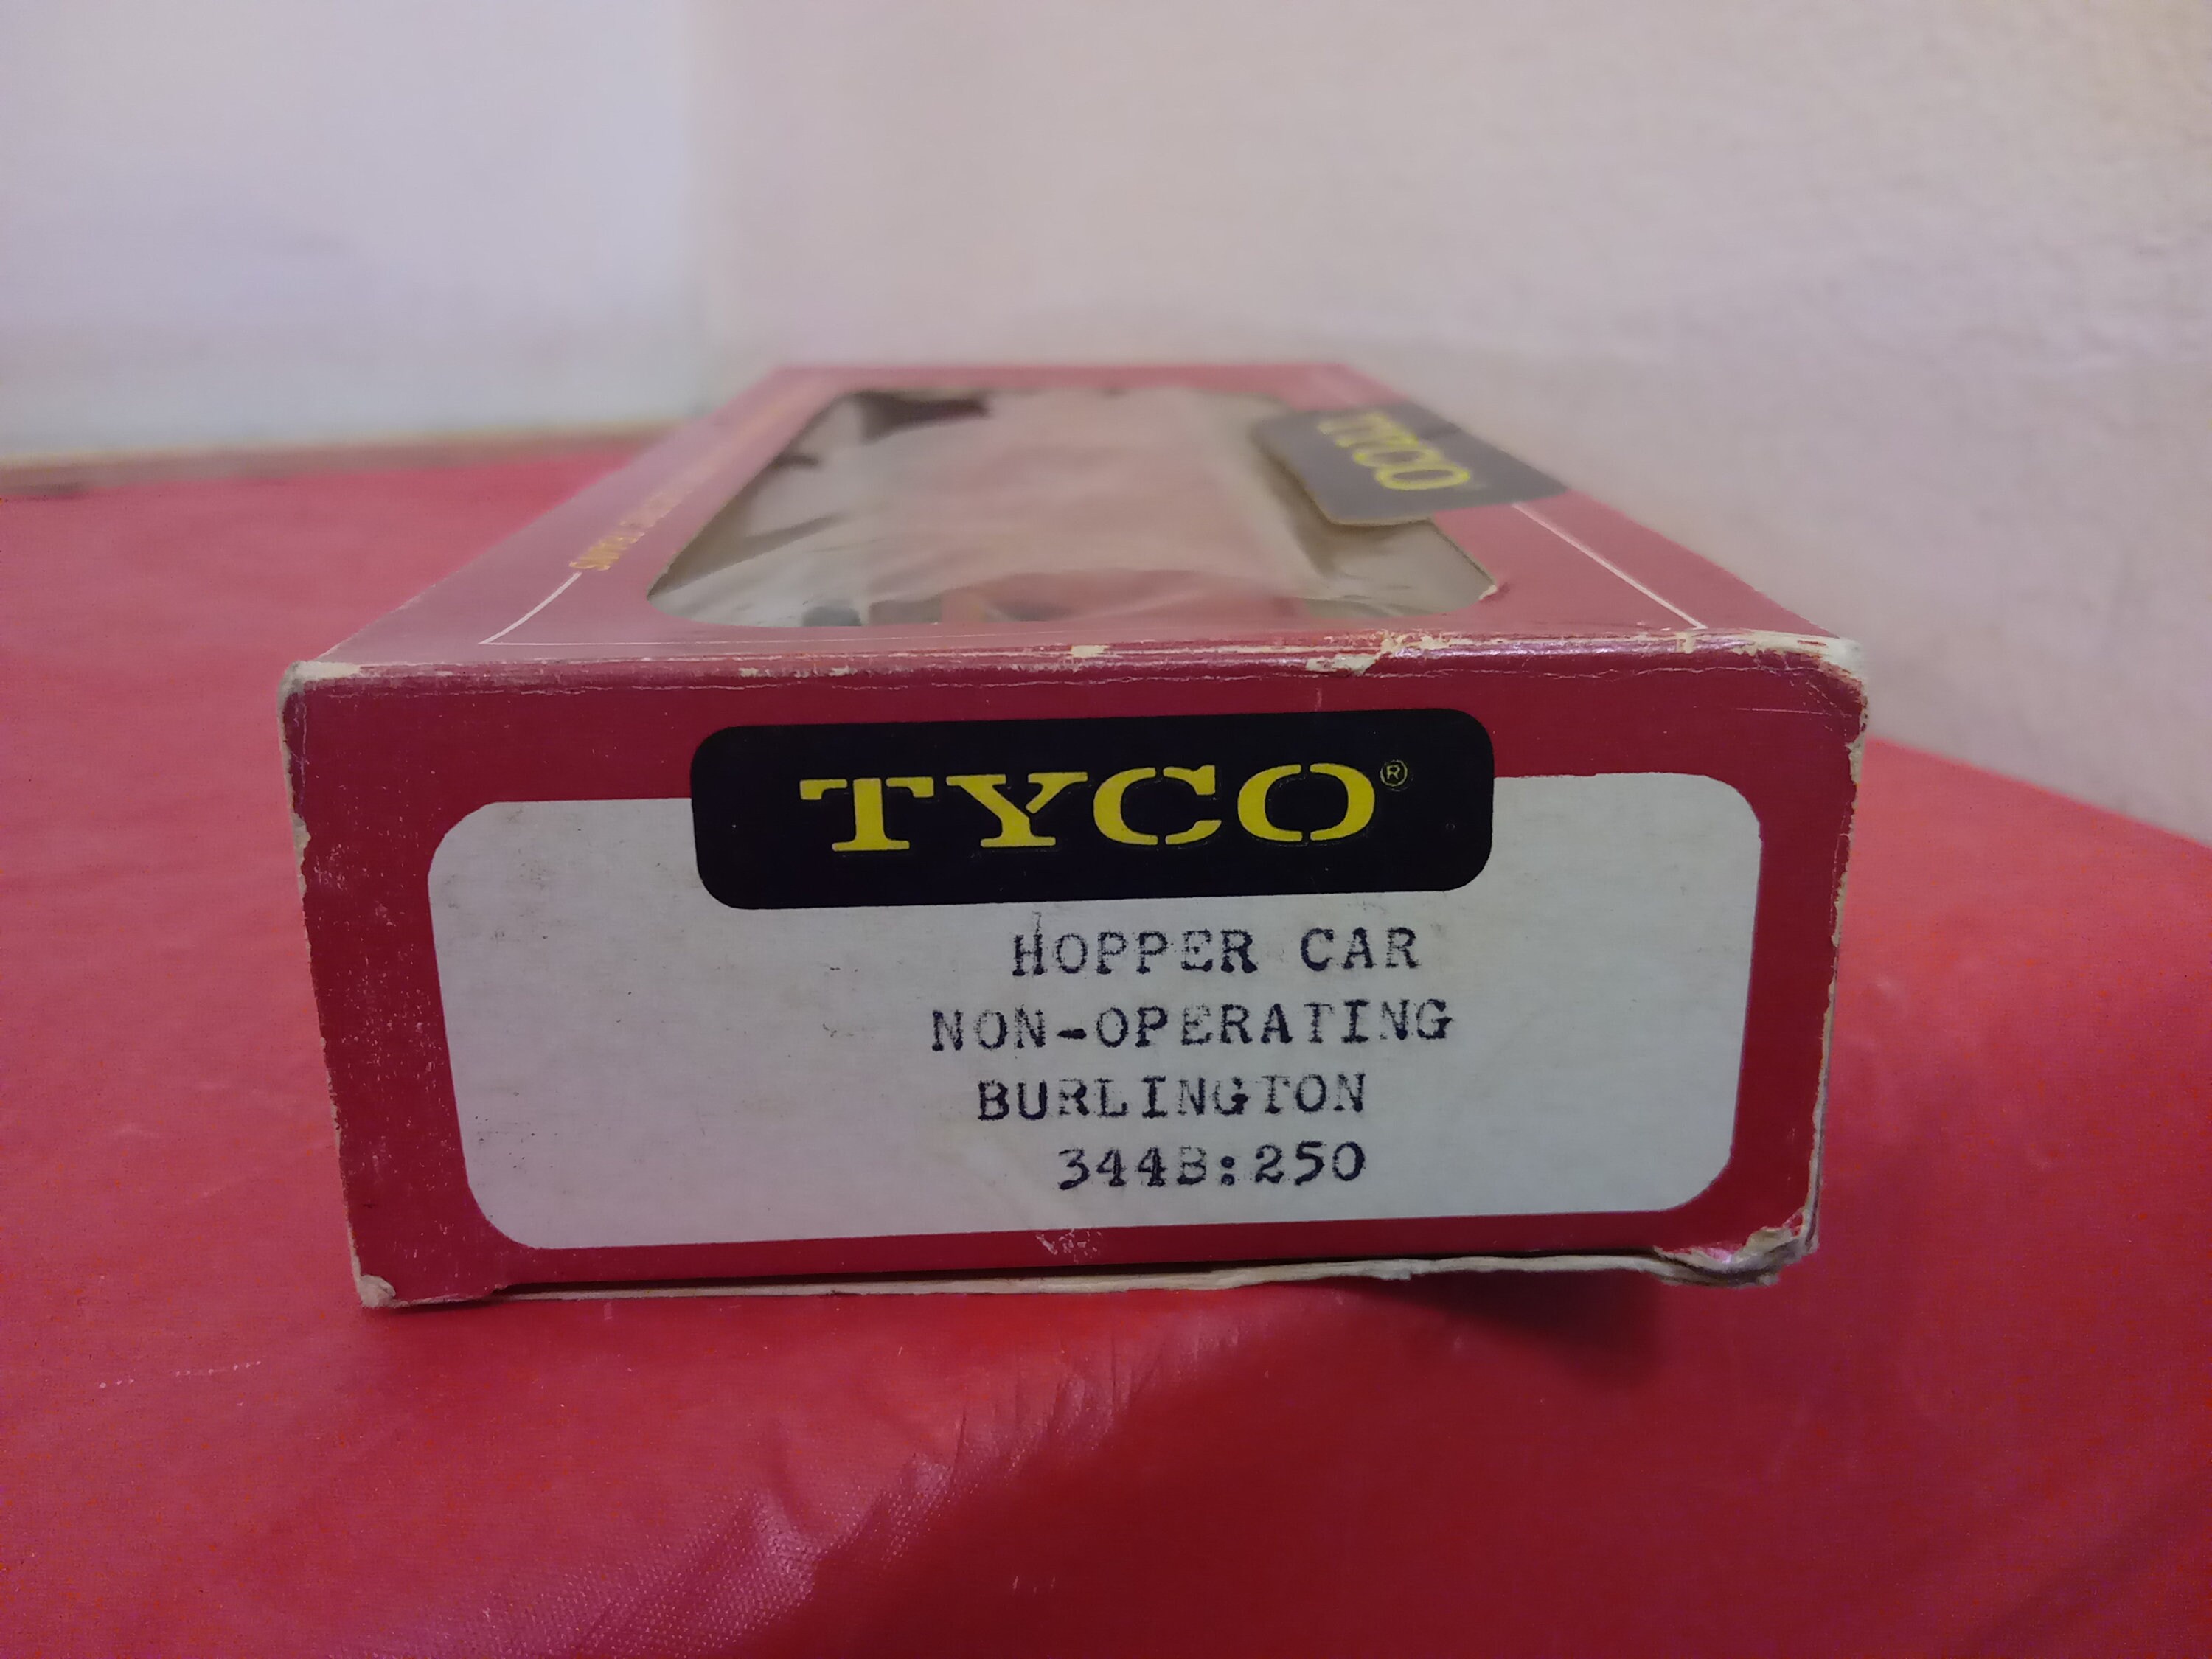 TYCO
TYCO®
HOPPER CAR
NON-OPERATING
BURLINGTON
344B:250